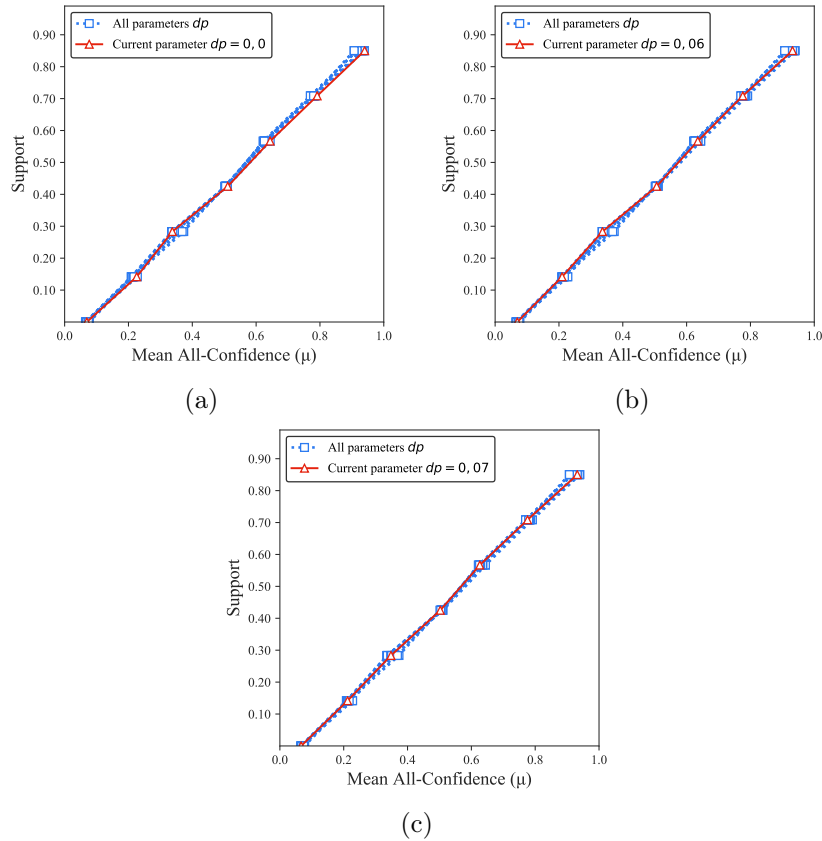 All parameters dp
Current parameter dp = 0, 0
0.90
0.80
0.70
0.60
0.50
0.40
0.30
0.20
0.10
Support
0.0 0.2 0.4 0.6 0.8 1.0
Mean All-Confidence (μ)
(a)
All parameters dp
Current parameter dp = 0, 06
0.90
0.80
0.70
0.60
0.50
0.40
0.30
0.20
0.10
Support
0.0 0.2 0.4 0.6 0.8 1.0
Mean All-Confidence (μ)
(b)
All parameters dp
Current parameter dp = 0, 07
0.90
0.80
0.70
0.60
0.50
0.40
0.30
0.20
0.10
Support
0.0 0.2 0.4 0.6 0.8 1.0
Mean All-Confidence (μ)
(c)